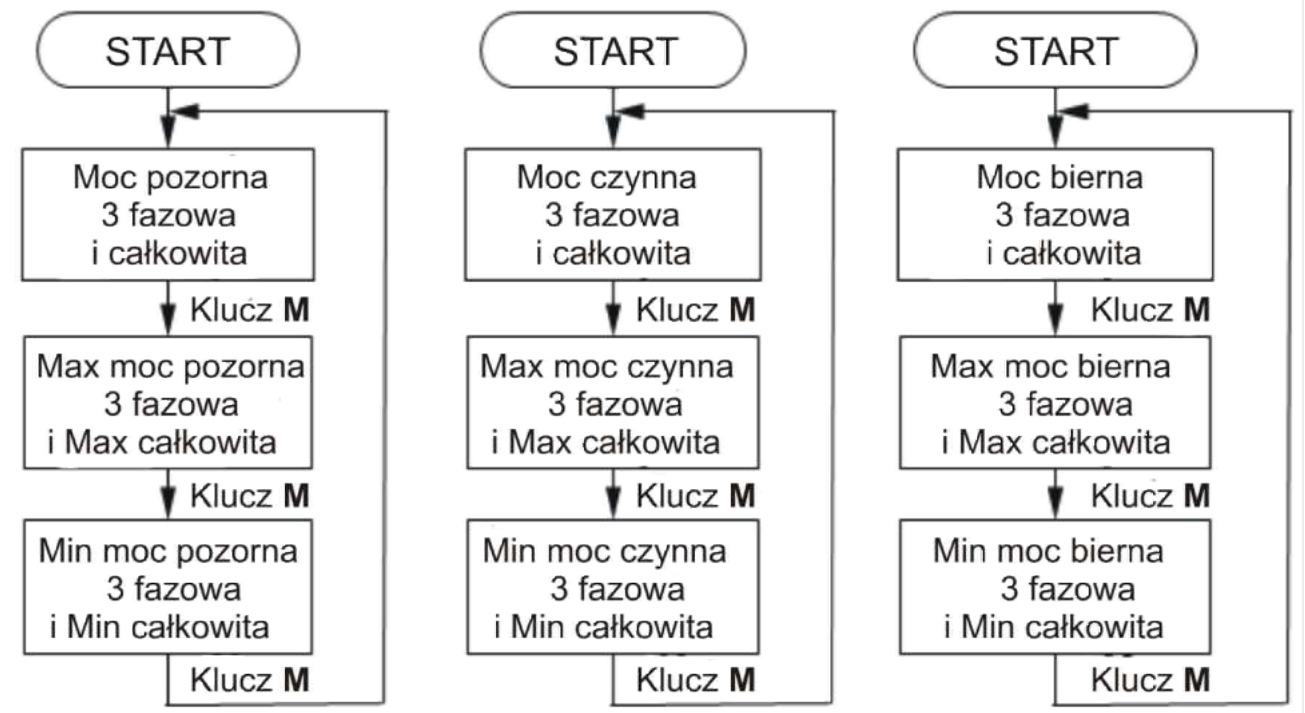 START
Moc pozorna
3 fazowa
i całkowita
Klucz M
Max moc pozorna
3 fazowa
i Max całkowita
Klucz M
Min moc pozorna
3 fazowa
i Min całkowita
Klucz M
START
Moc czynna
3 fazowa
i całkowita
Klucz M
Max moc czynna
3 fazowa
i Max całkowita
Klucz M
Min moc czynna
3 fazowa
i Min całkowita
Klucz M
START
Moc bierna
3 fazowa
i całkowita
Klucz M
Max moc bierna
3 fazowa
i Max całkowita
Klucz M
Min moc bierna
3 fazowa
i Min całkowita
Klucz M